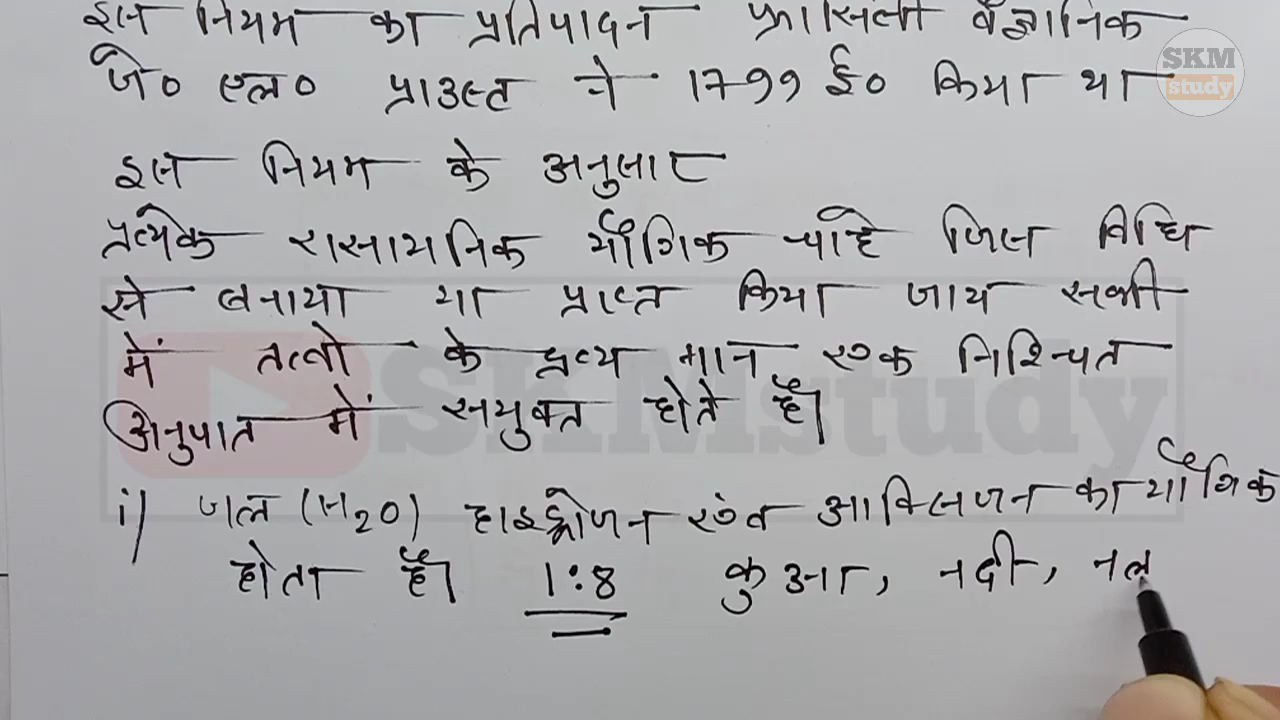 इस नियम का प्रतिपादन फ्रांसिसी वैज्ञानिक
जे० एल० प्राउस्त ने 1799 ई० किया था
इस नियम के अनुसार
प्रत्येक रासायनिक यौगिक चाहे जिस विधि
से बनाया या प्राप्त किया जाय सभी
में तत्वो के द्रव्य मान एक निश्चित
अनुपात में सयुक्त होते है।
i) जल (H2O) हाइड्रोजन एंव आक्सिजन का यौगिक
होता है। 1:8 कुआ, नदी, नल
SKM
study
SKMstudy